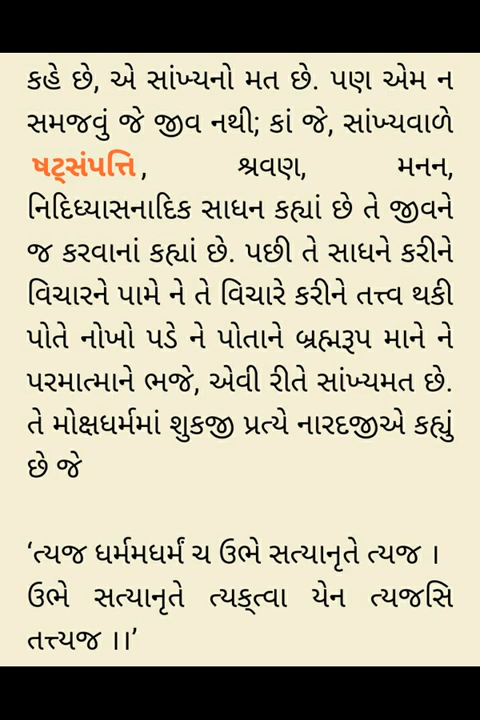 કહે છે, એ સાંખ્યનો મત છે. પણ એમ ન
સમજવું જે જીવ નથી; કાં જે, સાંખ્યવાળે
ષટ્સંપત્તિ, શ્રવણ, મનન,
નિદિધ્યાસનાદિક સાધન કહ્યાં છે તે જીવને
જ કરવાનાં કહ્યાં છે. પછી તે સાધને કરીને
વિચારને પામે ને તે વિચારે કરીને તત્ત્વ થકી
પોતે નોખો પડે ને પોતાને બ્રહ્મરૂપ માને ને
પરમાત્માને ભજે, એવી રીતે સાંખ્યમત છે.
તે મોક્ષધર્મમાં શુકજી પ્રત્યે નારદજીએ કહ્યું
છે જે
‘ત્યજ ધર્મમધર્મં ચ ઉભે સત્યાનૃતે ત્યજ ।
ઉભે સત્યાનૃતે ત્યક્ત્વા યેન ત્યજસિ
તત્ત્યજ ।।’